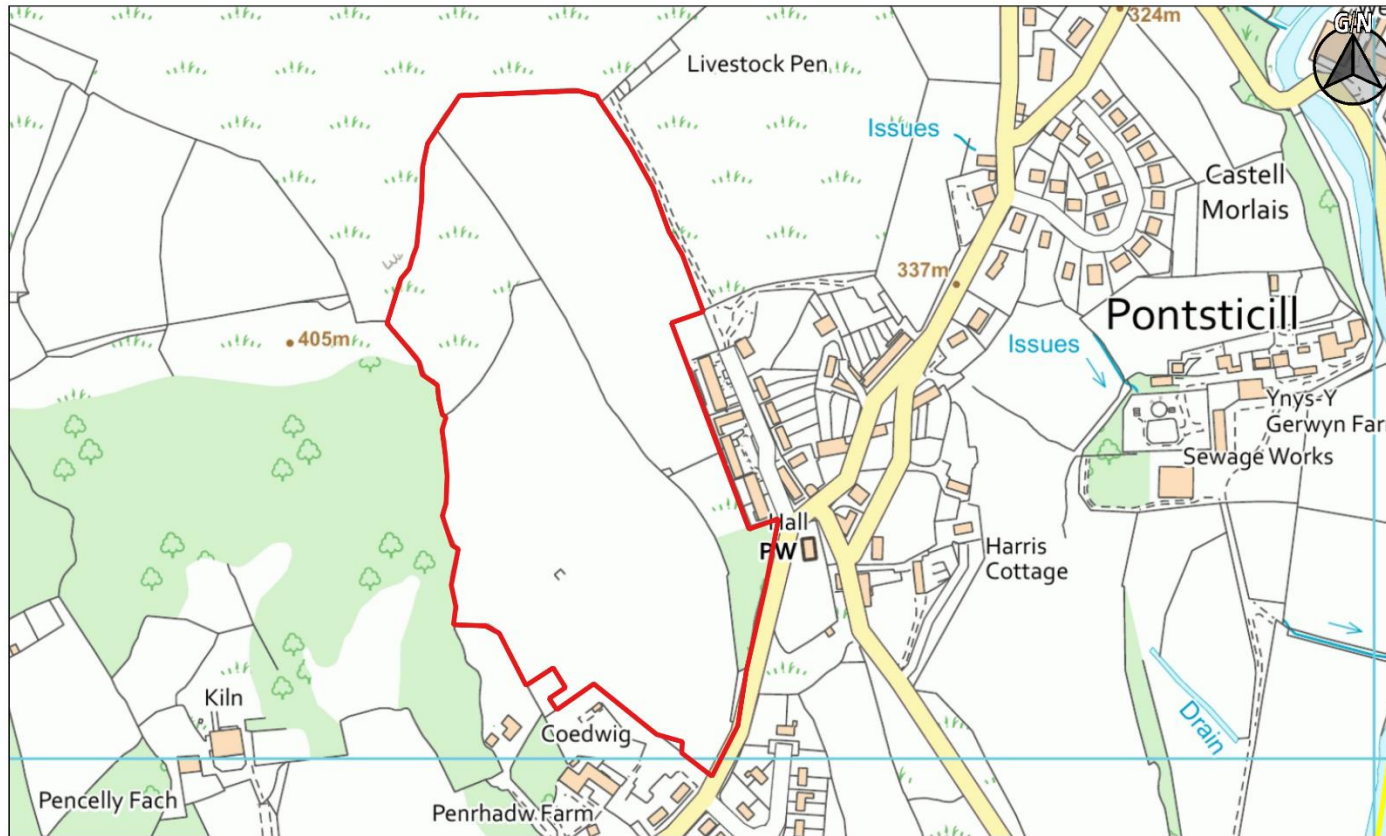 324m
G N
Livestock Pen
Issues
Castell
Morlais
337m
Pontsticill
405m
Issues
Ynys-Y
Gerwyn Far
Sewage Works
Hall
PW
Harris
Cottage
Kiln
Coedwig
Drain
Pencelly Fach
Penrhadw Farm